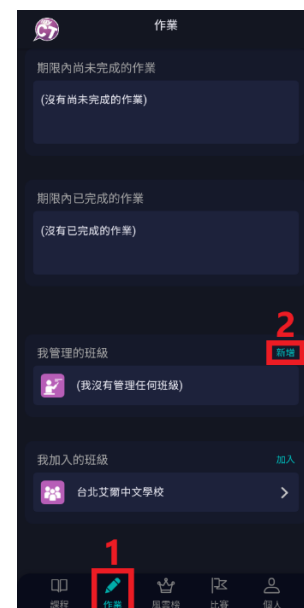 CT
作業
期限內尚未完成的作業
(沒有尚未完成的作業)
期限內已完成的作業
(沒有已完成的作業)
2
我管理的班級 新增
(我沒有管理任何班級)
我加入的班級 加入
台北艾爾中文學校
1
課程 作業 風雲榜 比賽 個人